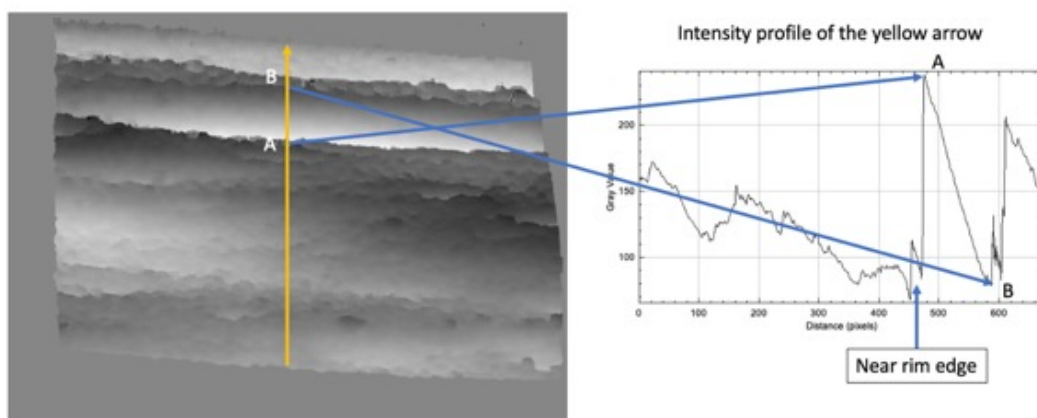 Intensity profile of the yellow arrow
B
A
A
B
200
150
100
Gray Value
0
100
200
300
400
500
600
Distance (pixels)
Near rim edge